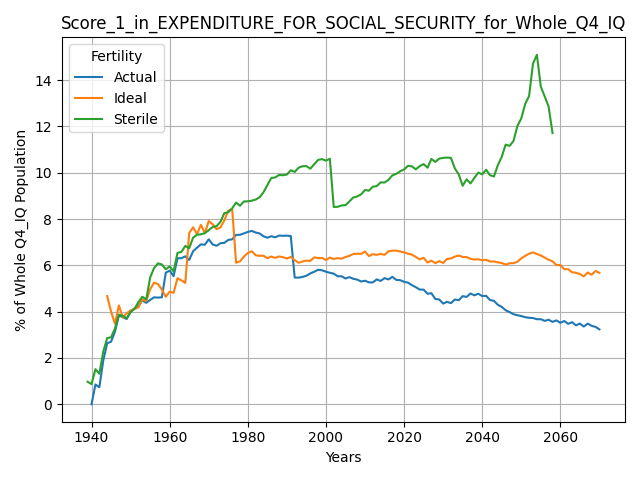 Score_1_in_EXPENDITURE_FOR_SOCIAL_SECURITY_for_Whole_Q4_IQ
Fertility
Actual
Ideal
Sterile
% of Whole Q4_IQ Population
14
12
10
8
6
4
2
0
1940 1960 1980 2000 2020 2040 2060
Years